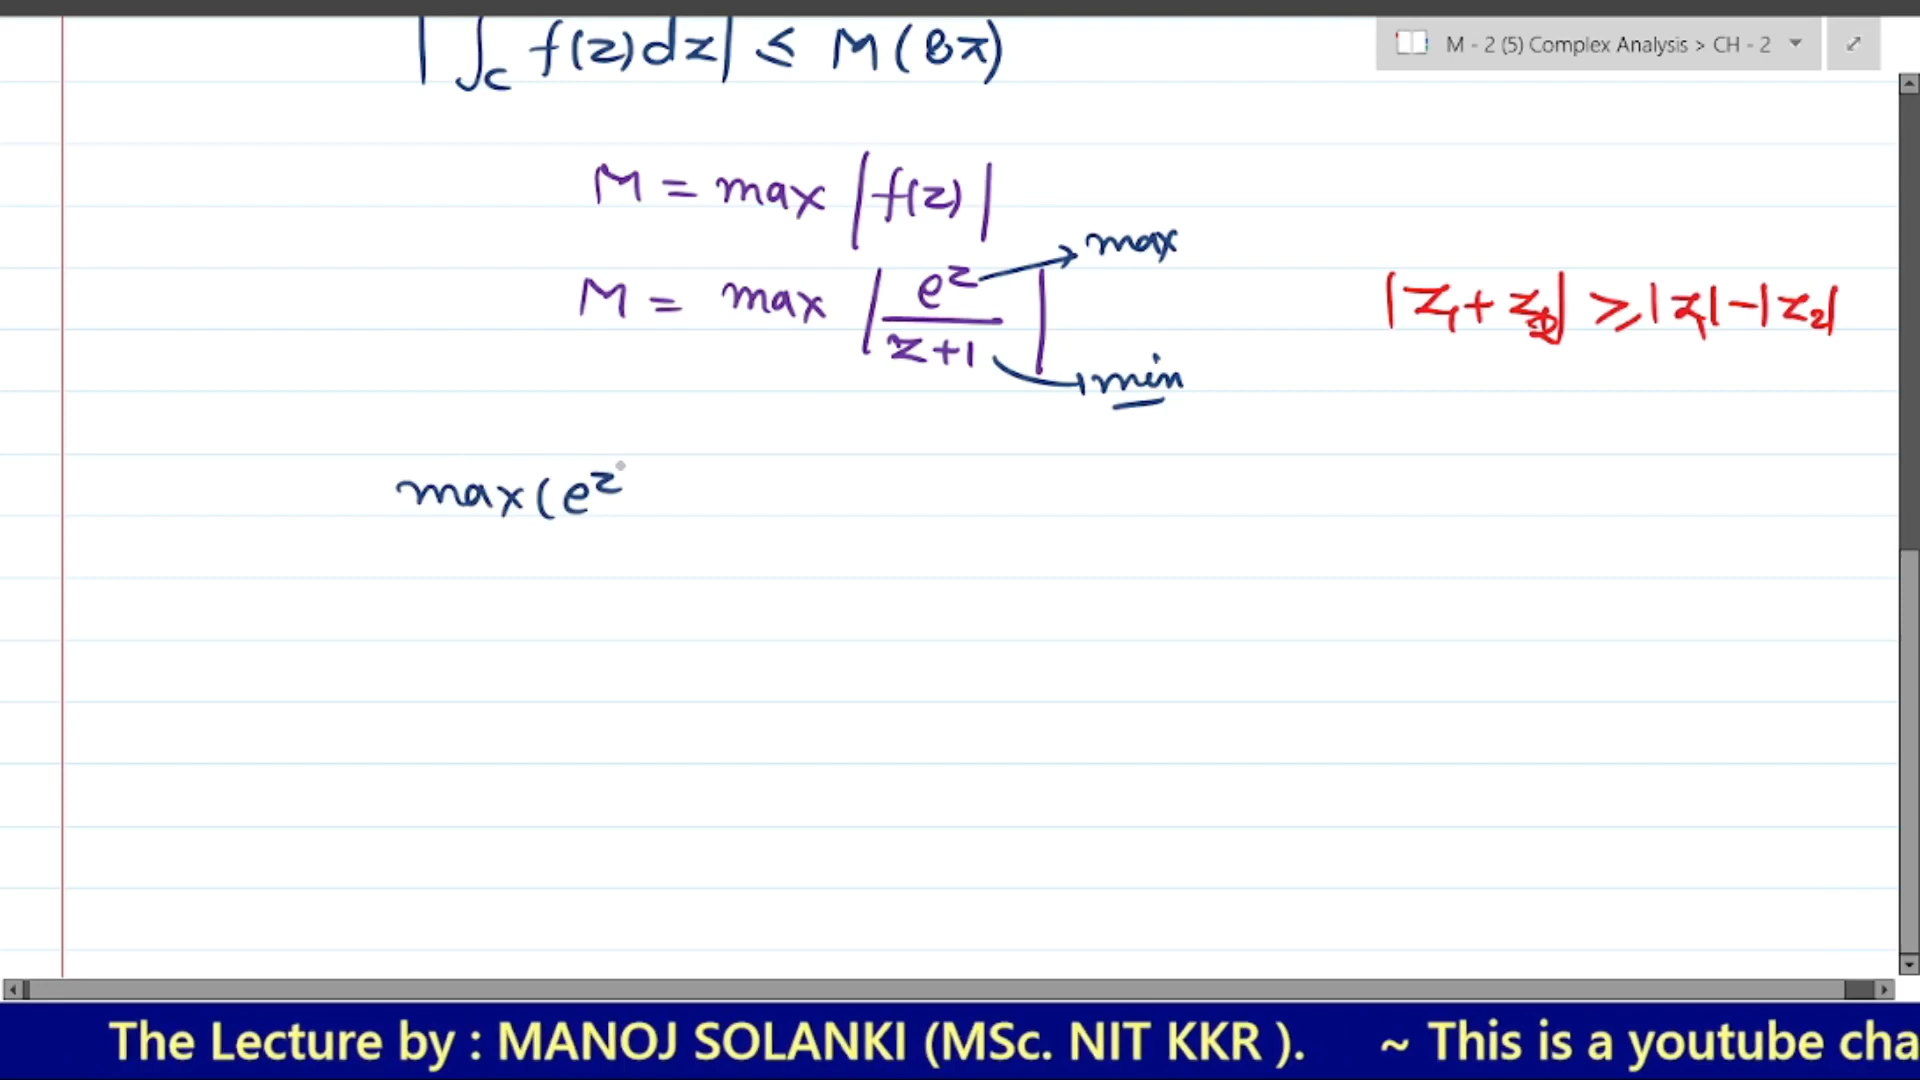 |∫_C f(z)dz| ≤ M(8π)
M - 2 (5) Complex Analysis > CH - 2
M = max |f(z)|
max
M = max |e^z / z+1|
|z₁ + z₂| ≥ |z₁| - |z₂|
min
max(e^z
The Lecture by : MANOJ SOLANKI (MSc. NIT KKR ). ~ This is a youtube cha